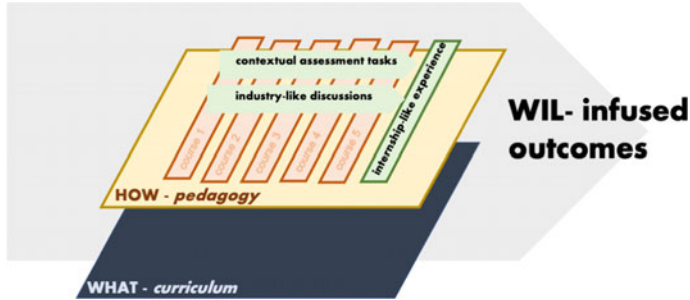 contextual assessment tasks
industry-like discussions
course 1
course 2
course 3
course 4
course 5
internship-like experience
HOW - pedagogy
WHAT - curriculum
WIL- infused
outcomes